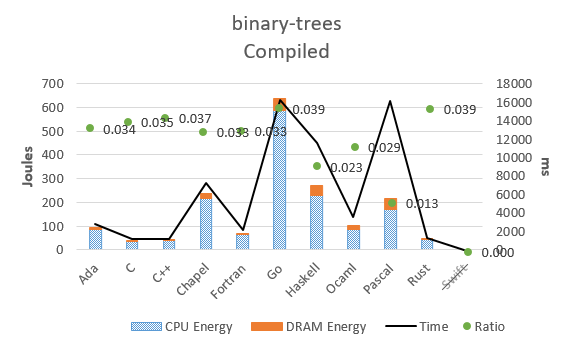 binary-trees
Compiled
700
600
500
400
300
200
100
0
Joules
18000
16000
14000
12000
10000
8000
6000
4000
2000
0
ms
0.034
0.035
0.037
0.033
0.033
0.039
0.023
0.029
0.013
0.039
0.000
Ada
C
C++
Chapel
Fortran
Go
Haskell
Ocaml
Pascal
Rust
Swift
CPU Energy DRAM Energy Time Ratio